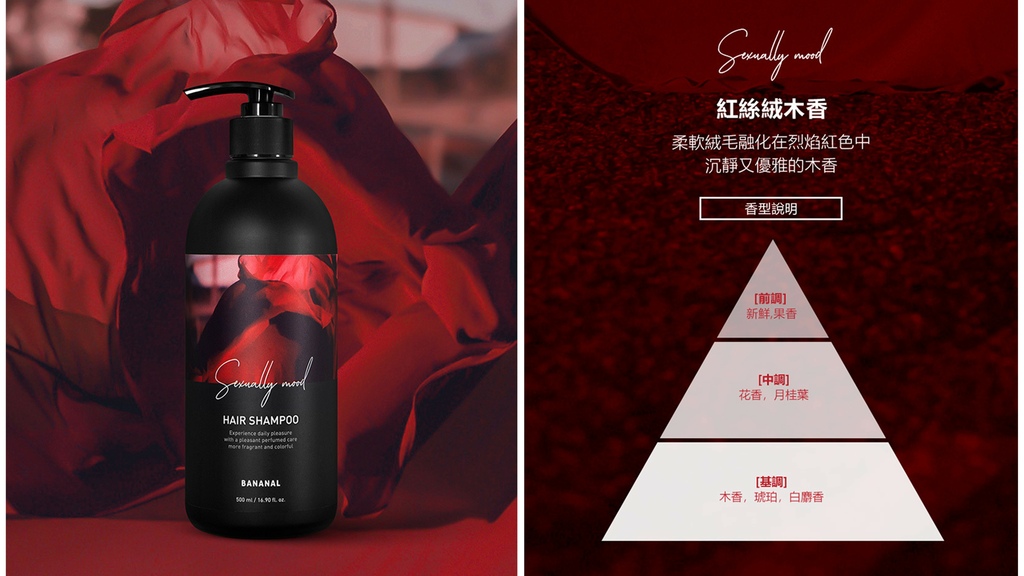 Sexually mood
HAIR SHAMPOO
Experience daily pleasure
with a pleasant perfumed care
more fragrant and colorful
BANANAL
500 ml / 16.90 fl. oz.
Sexually mood
紅絲絨木香
柔軟絨毛融化在烈焰紅色中
沉靜又優雅的木香
香型說明
[前調]
新鮮,果香
[中調]
花香，月桂葉
[基調]
木香，琥珀，白麝香